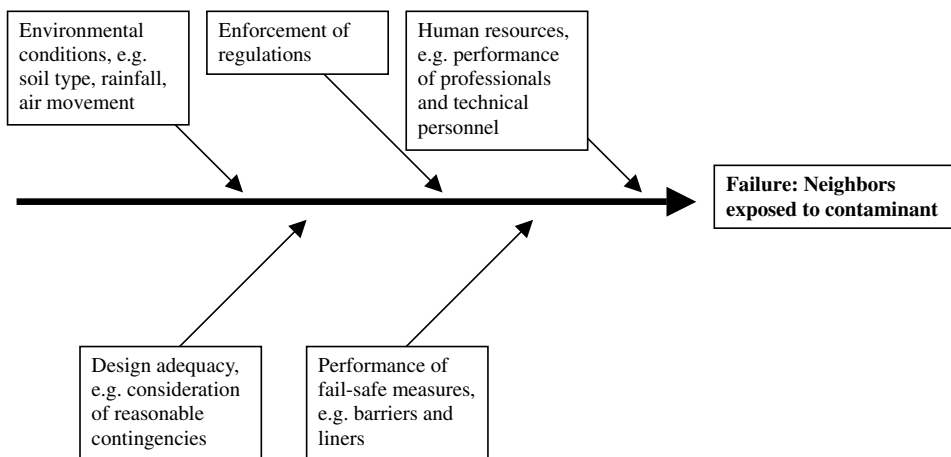 Environmental
conditions, e.g.
soil type, rainfall,
air movement
Enforcement of
regulations
Human resources,
e.g. performance
of professionals
and technical
personnel
Failure: Neighbors
exposed to contaminant
Design adequacy,
e.g. consideration
of reasonable
contingencies
Performance of
fail-safe measures,
e.g. barriers and
liners